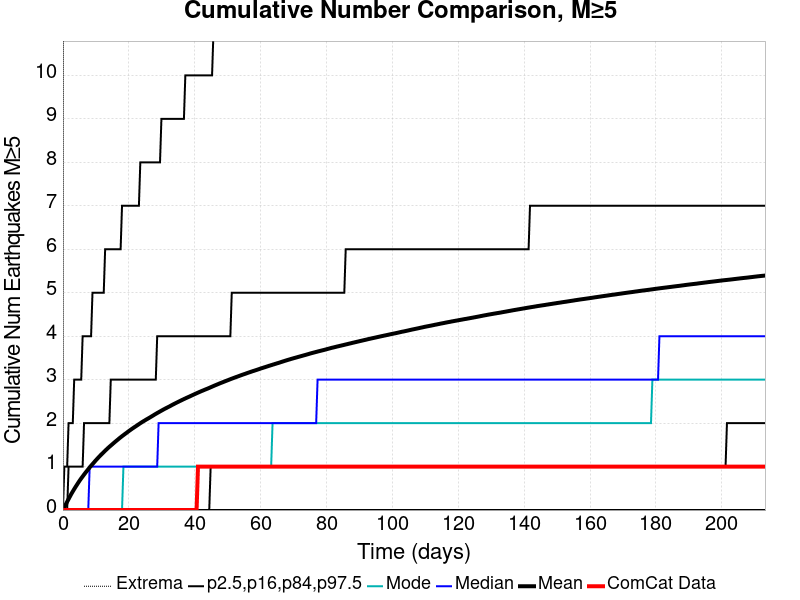 Cumulative Number Comparison, M≥5
Cumulative Num Earthquakes M≥5
10
9
8
7
6
5
4
3
2
1
0
0 20 40 60 80 100 120 140 160 180 200
Time (days)
Extrema p2.5,p16,p84,p97.5 Mode Median Mean ComCat Data